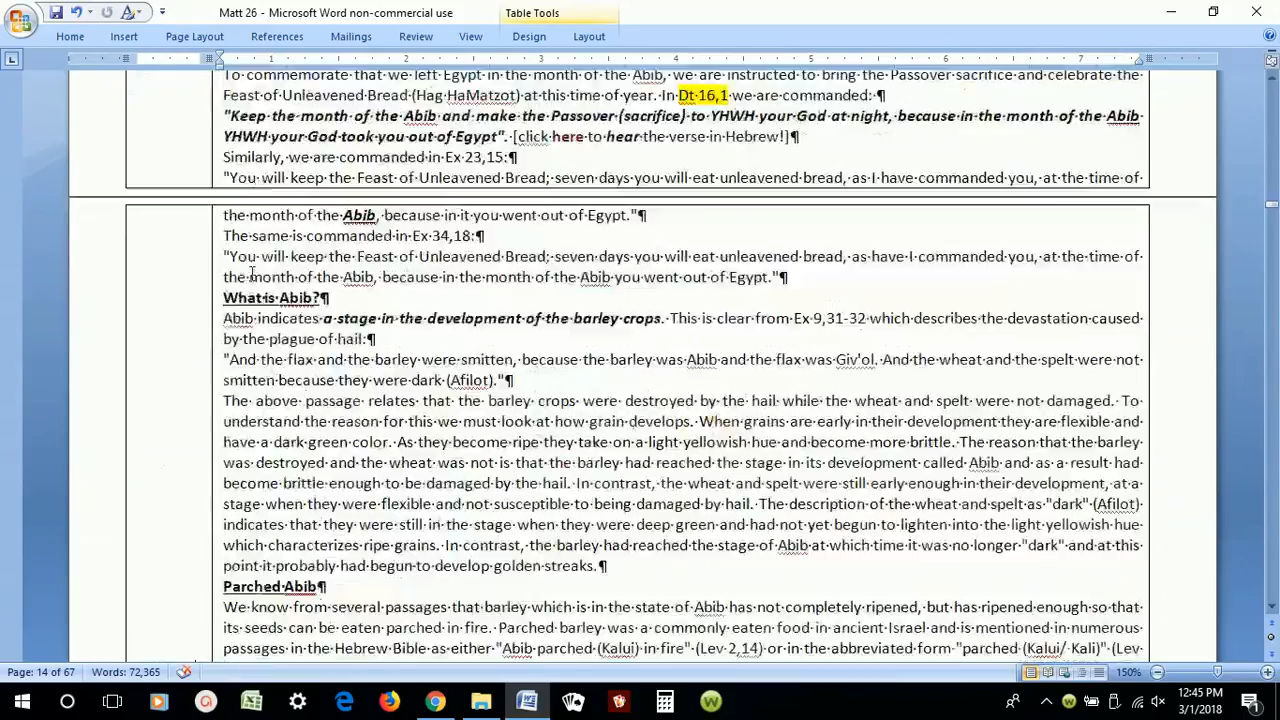 Matt 26 - Microsoft Word non-commercial use
Table Tools
Home Insert Page Layout References Mailings Review View Design Layout
1 2 3 4 5 6 7
To commemorate that we left Egypt in the month of the Abib, we are instructed to bring the Passover sacrifice and celebrate the
Feast of Unleavened Bread (Hag HaMatzot) at this time of year. In Dt 16,1 we are commanded: ¶
"Keep the month of the Abib and make the Passover (sacrifice) to YHWH your God at night, because in the month of the Abib
YHWH your God took you out of Egypt". [click here to hear the verse in Hebrew!]¶
Similarly, we are commanded in Ex 23,15:¶
"You will keep the Feast of Unleavened Bread; seven days you will eat unleavened bread, as I have commanded you, at the time of
the month of the Abib, because in it you went out of Egypt."¶
The same is commanded in Ex 34,18:¶
"You will keep the Feast of Unleavened Bread; seven days you will eat unleavened bread, as have I commanded you, at the time of
the month of the Abib, because in the month of the Abib you went out of Egypt."¶
What is Abib?¶
Abib indicates a stage in the development of the barley crops. This is clear from Ex 9,31-32 which describes the devastation caused
by the plague of hail:¶
"And the flax and the barley were smitten, because the barley was Abib and the flax was Giv'ol. And the wheat and the spelt were not
smitten because they were dark (Afilot)."¶
The above passage relates that the barley crops were destroyed by the hail while the wheat and spelt were not damaged. To
understand the reason for this we must look at how grain develops. When grains are early in their development they are flexible and
have a dark green color. As they become ripe they take on a light yellowish hue and become more brittle. The reason that the barley
was destroyed and the wheat was not is that the barley had reached the stage in its development called Abib and as a result had
become brittle enough to be damaged by the hail. In contrast, the wheat and spelt were still early enough in their development, at a
stage when they were flexible and not susceptible to being damaged by hail. The description of the wheat and spelt as "dark" (Afilot)
indicates that they were still in the stage when they were deep green and had not yet begun to lighten into the light yellowish hue
which characterizes ripe grains. In contrast, the barley had reached the stage of Abib at which time it was no longer "dark" and at this
point it probably had begun to develop golden streaks.¶
Parched Abib¶
We know from several passages that barley which is in the state of Abib has not completely ripened, but has ripened enough so that
its seeds can be eaten parched in fire. Parched barley was a commonly eaten food in ancient Israel and is mentioned in numerous
passages in the Hebrew Bible as either "Abib parched (Kalui) in fire" (Lev 2,14) or in the abbreviated form "parched (Kalui/ Kali)" (Lev
Page: 14 of 67 Words: 72,365 150%
12:45 PM
3/1/2018